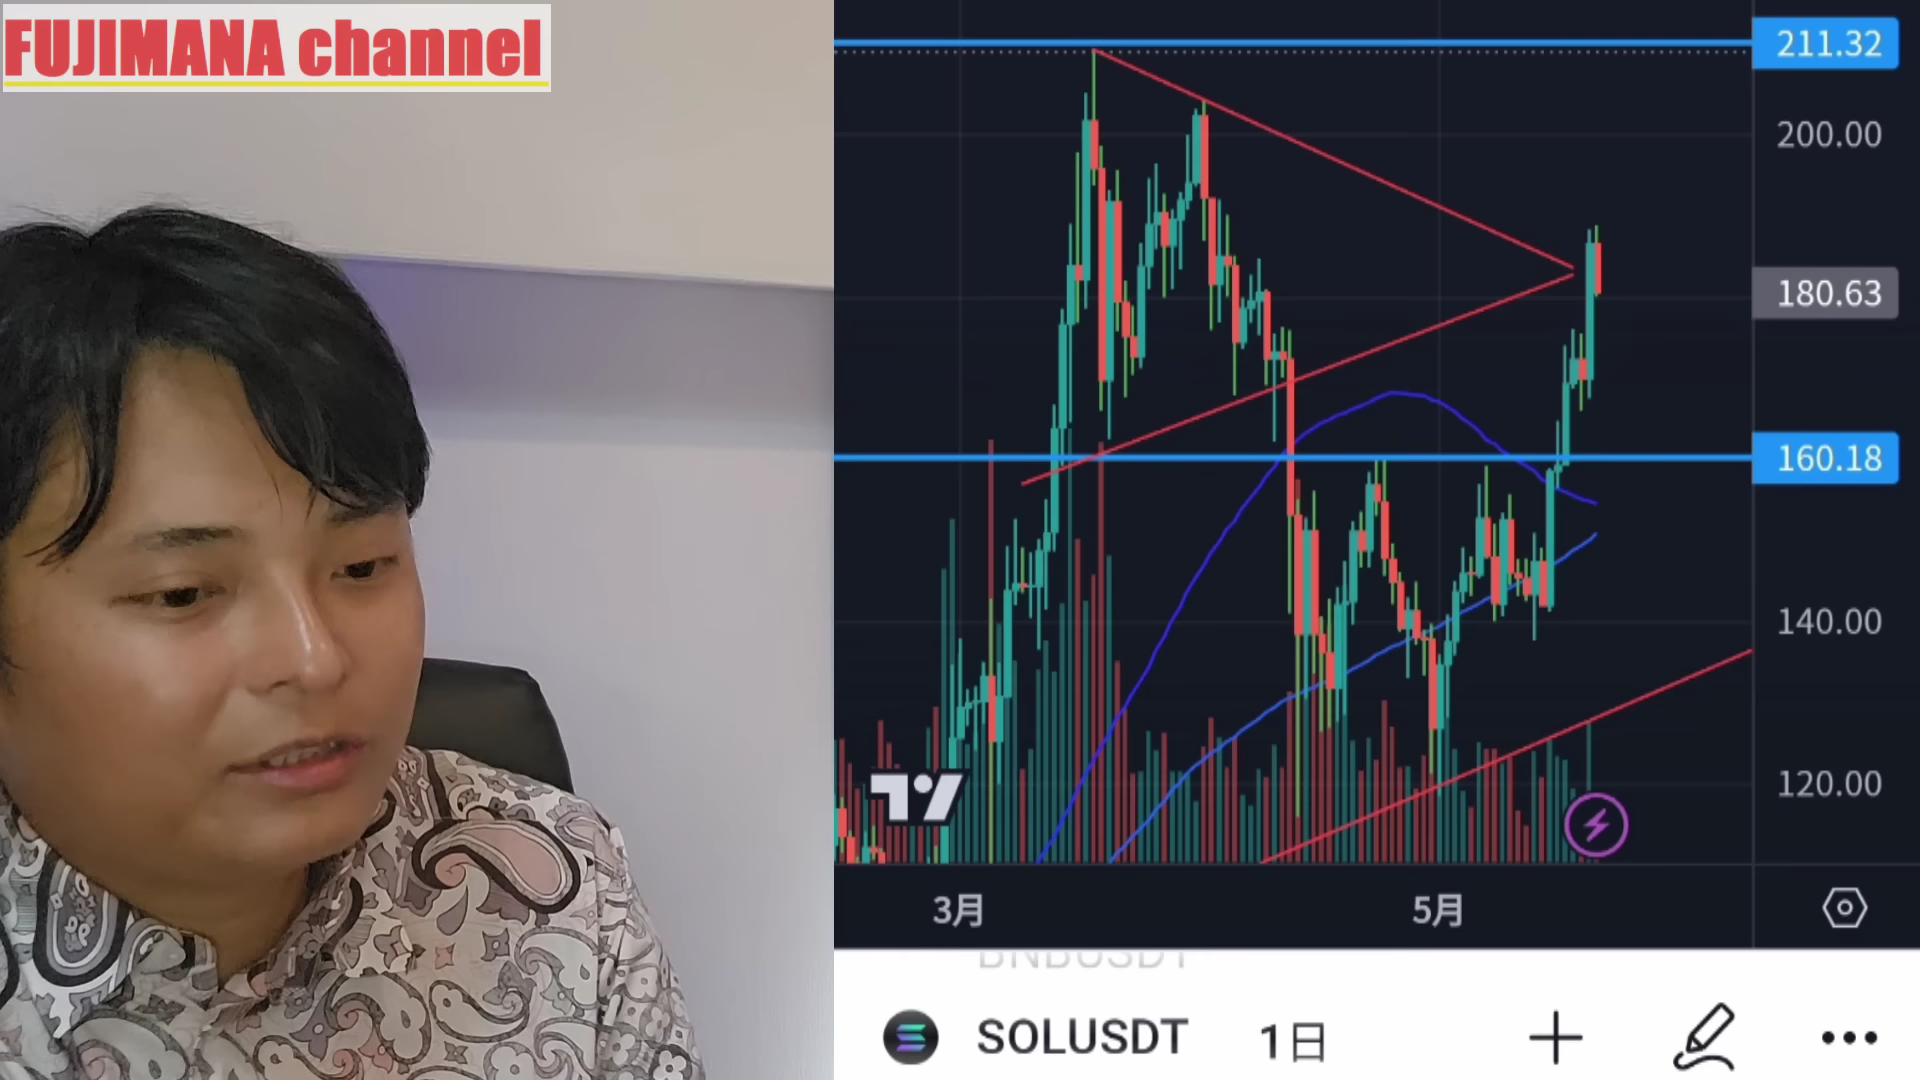 FUJIMANA channel
211.32
200.00
180.63
160.18
140.00
120.00
3月
5月
BNBUSDT
SOLUSDT
1日